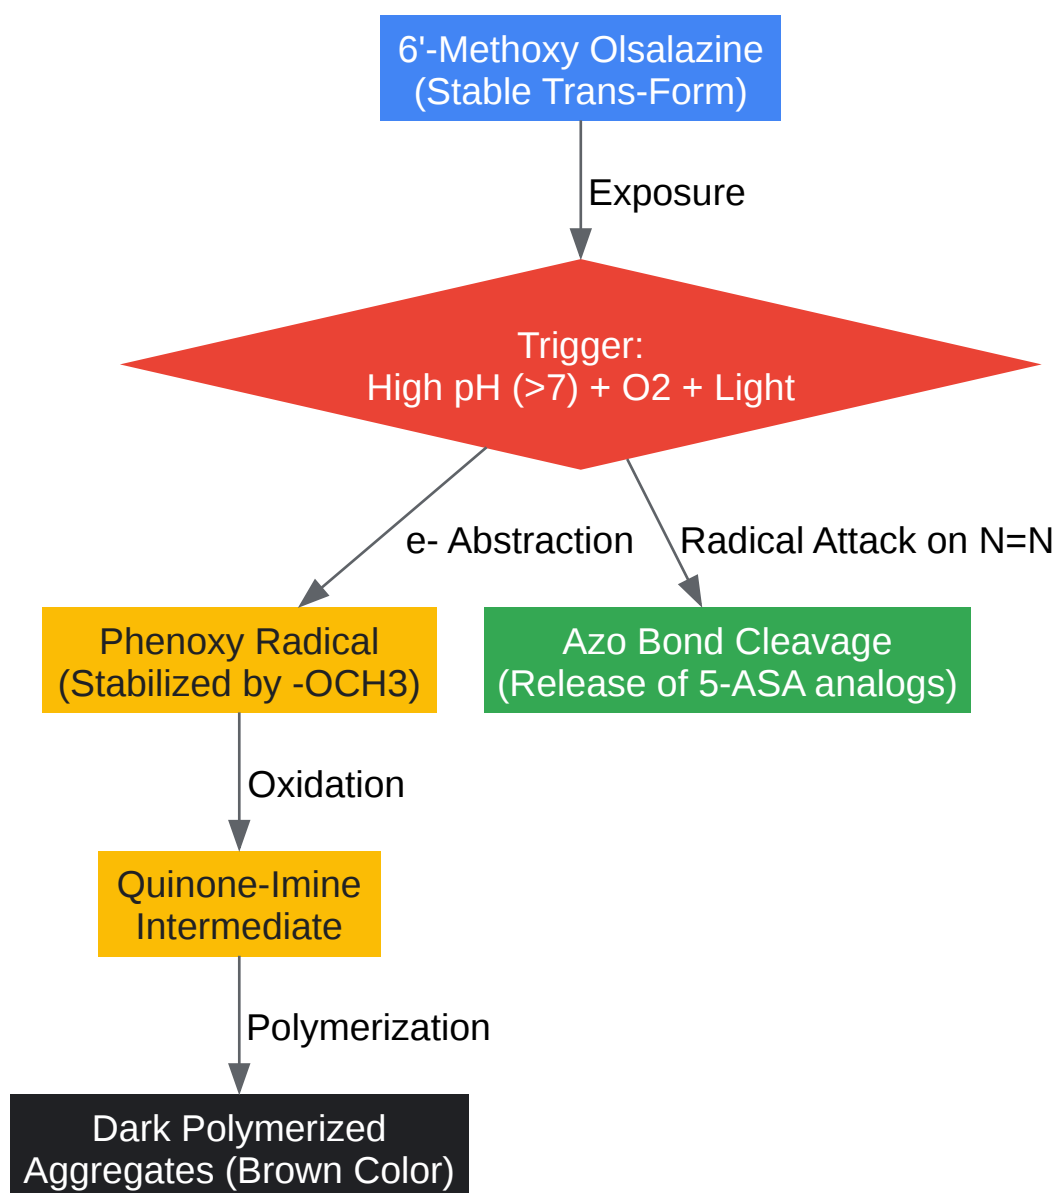 6'-Methoxy Olsalazine
(Stable Trans-Form)
Exposure
Trigger:
High pH (>7) + O2 + Light
e- Abstraction
Radical Attack on N=N
Phenoxy Radical
(Stabilized by -OCH3)
Azo Bond Cleavage
(Release of 5-ASA analogs)
Oxidation
Quinone-Imine
Intermediate
Polymerization
Dark Polymerized
Aggregates (Brown Color)